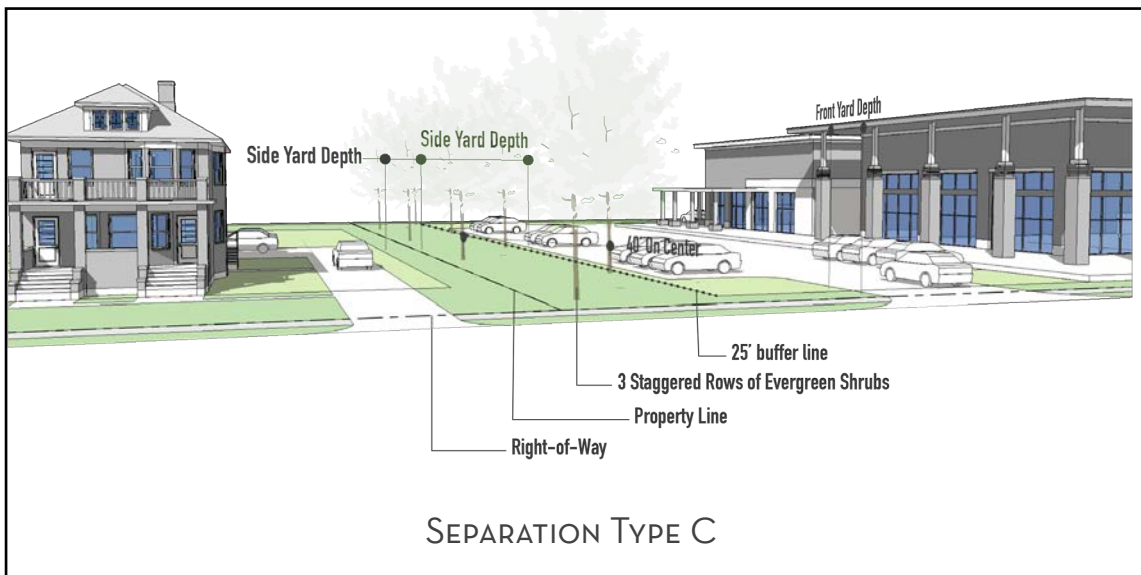 Front Yard Depth
Side Yard Depth
Side Yard Depth
40' On Center
25' buffer line
3 Staggered Rows of Evergreen Shrubs
Property Line
Right-of-Way
SEPARATION TYPE C